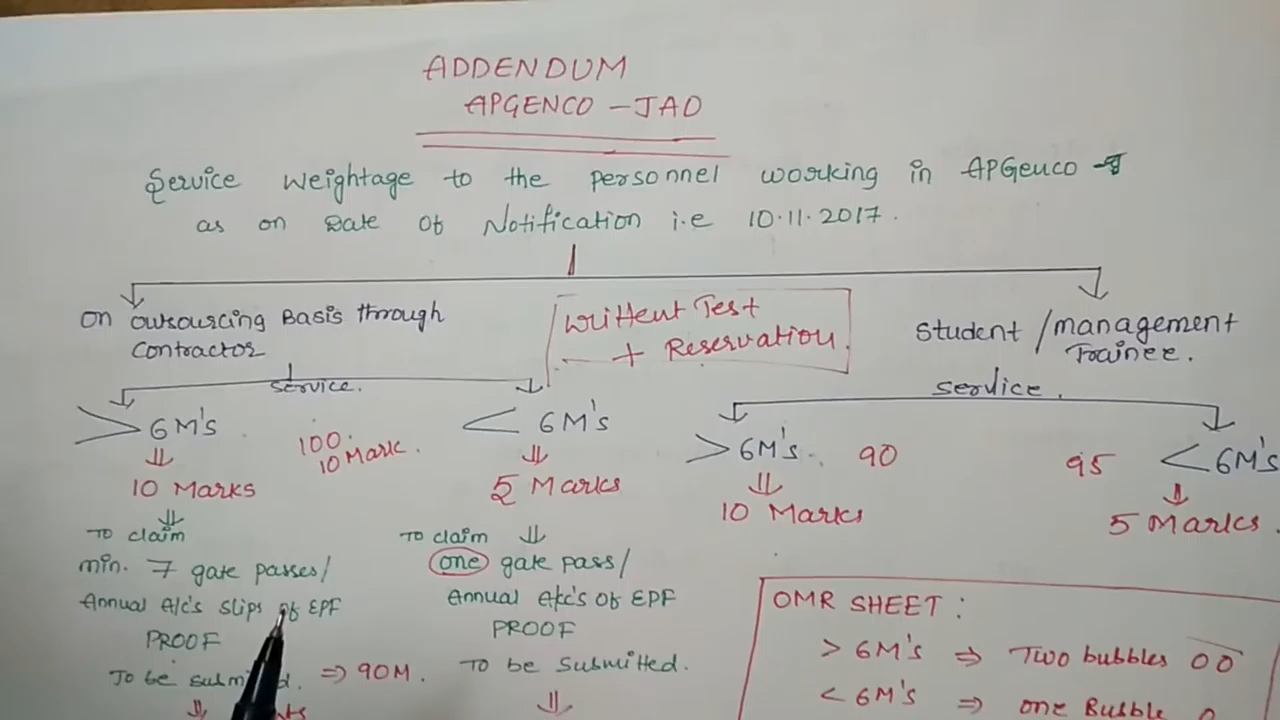 ADDENDUM
APGENCO - JAO
Service Weightage to the personnel working in APGenco
as on Date of Notification i.e 10.11.2017.
On outsourcing Basis through
contractor
service.
> 6M's
10 Marks
To claim
min. 7 gate passes/
Annual A/c's slips of EPF
PROOF
To be
⇒ 90M.
100.
10 Mark.
Written Test
+ Reservation.
< 6M's
5 Marks
To claim
one gate pass/
Annual A/c's of EPF
PROOF
To be submitted.
Student / management
Trainee.
service.
> 6M's. 90
10 Marks
95 < 6M's
5 Marks.
OMR SHEET :
> 6M's ⇒ Two bubbles 00
< 6M's ⇒ one Bubble 0